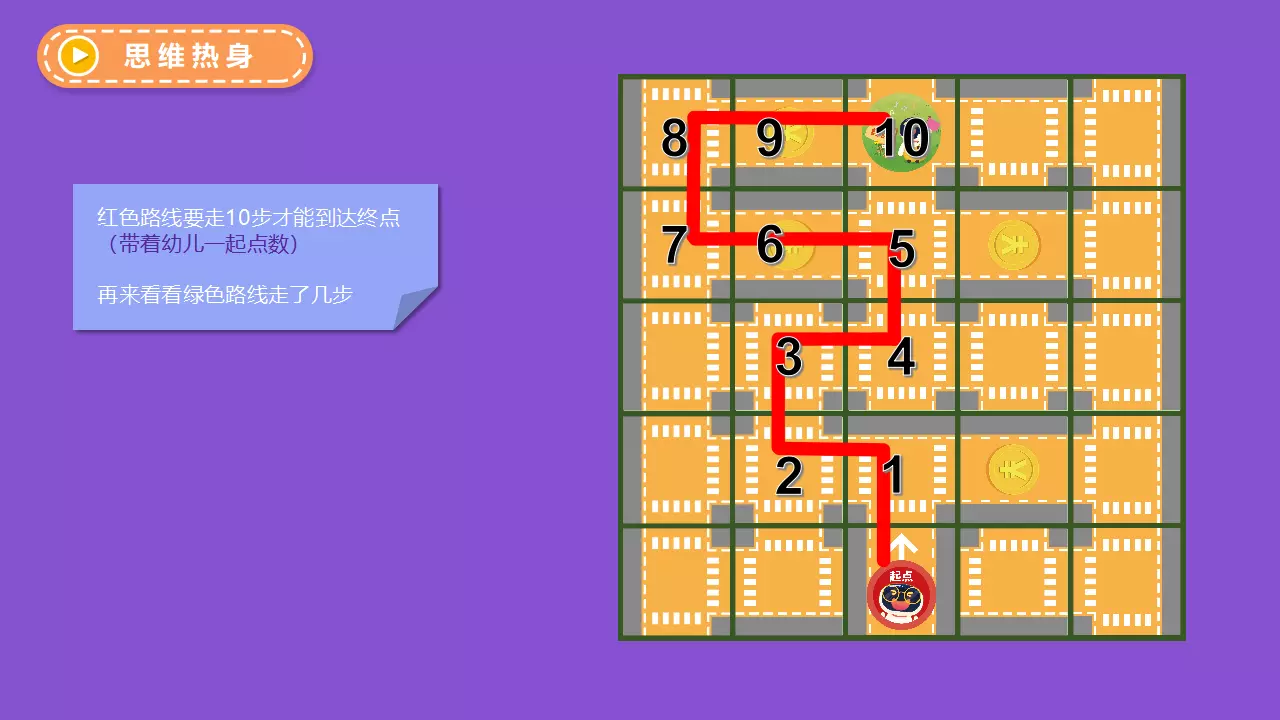 思维热身
红色路线要走10步才能到达终点
（带着幼儿一起点数）
再来看看绿色路线走了几步
8 9 10
7 6 5
3 4
2 1
起点